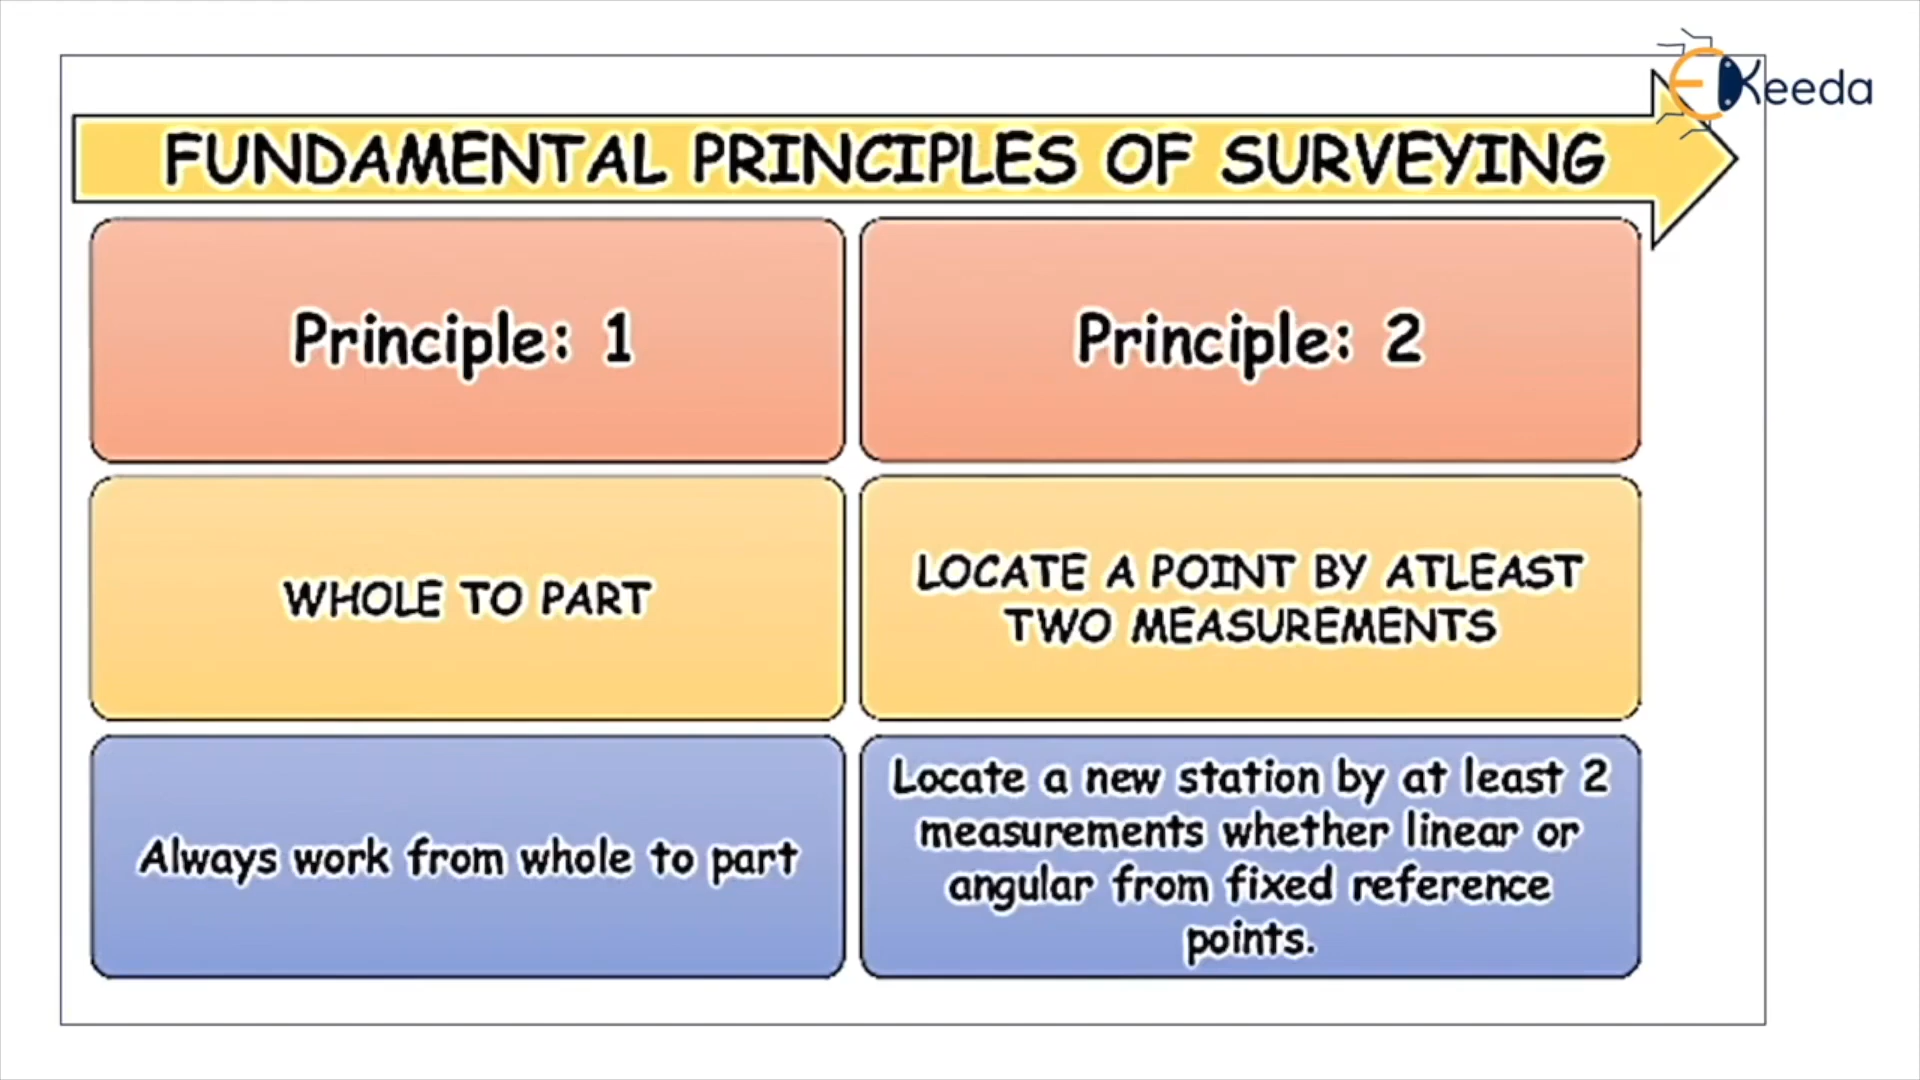 EKeeda
FUNDAMENTAL PRINCIPLES OF SURVEYING
Principle: 1
Principle: 2
WHOLE TO PART
LOCATE A POINT BY ATLEAST
TWO MEASUREMENTS
Always work from whole to part
Locate a new station by at least 2
measurements whether linear or
angular from fixed reference
points.